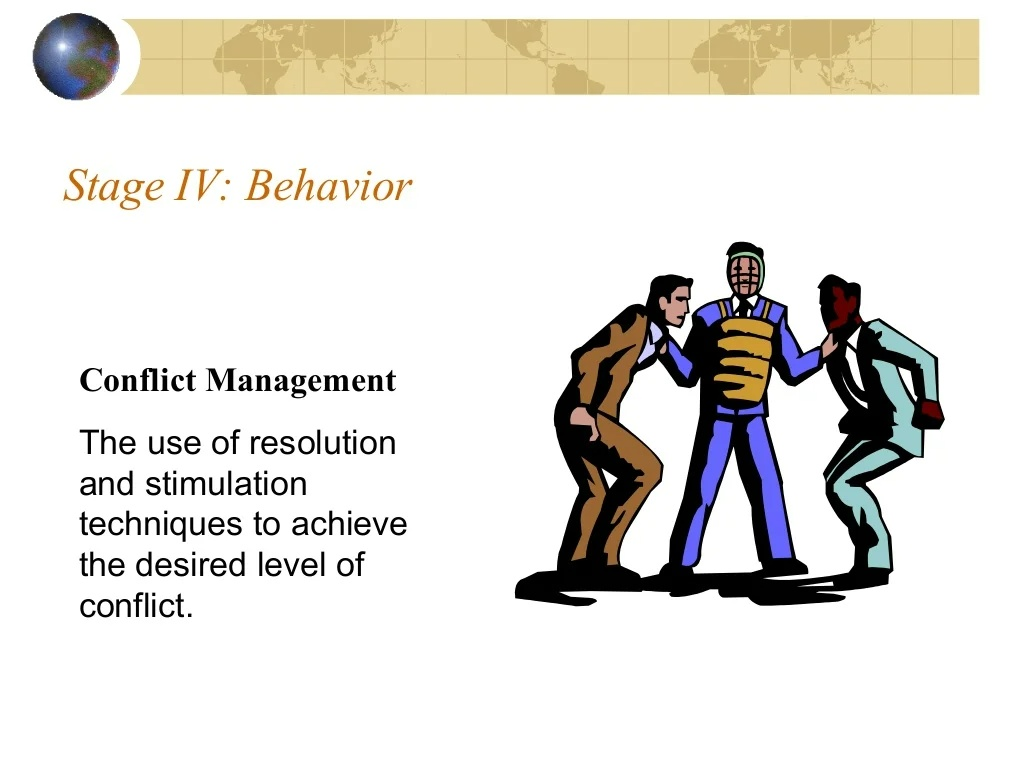 Stage IV: Behavior
Conflict Management
The use of resolution
and stimulation
techniques to achieve
the desired level of
conflict.